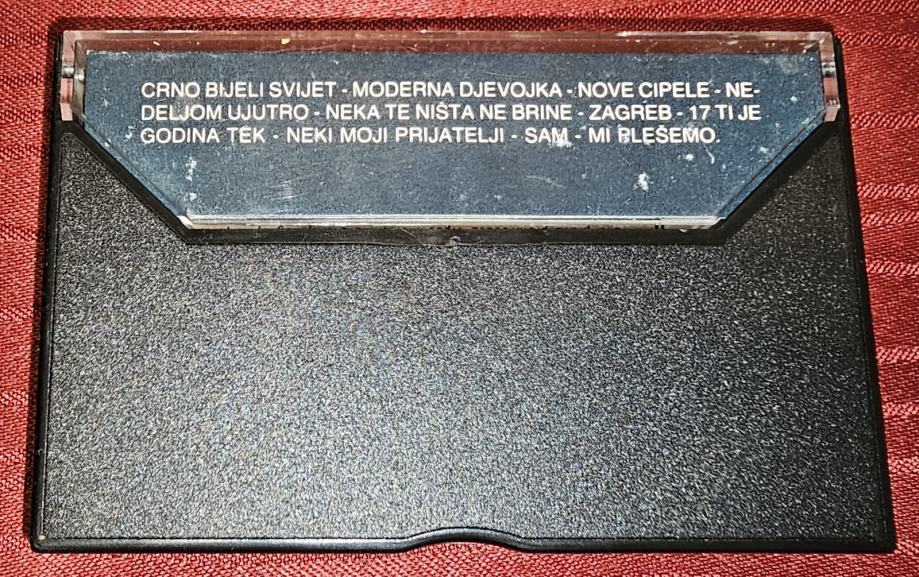 CRNO BIJELI SVIJET - MODERNA DJEVOJKA - NOVE CIPELE - NE-
DELJOM UJUTRO - NEKA TE NIŠTA NE BRINE - ZAGREB - 17 TI JE
GODINA TEK - NEKI MOJI PRIJATELJI - SAM - MI PLEŠEMO.